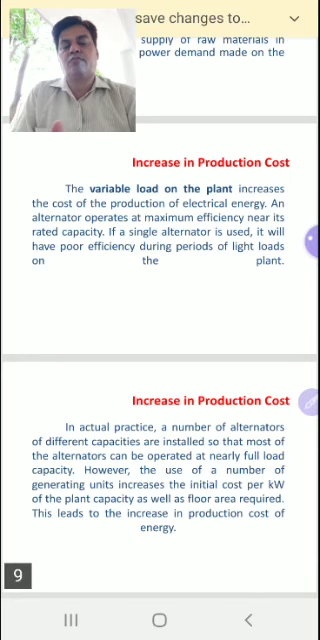 save changes to...
supply of raw materials in
power demand made on the
Increase in Production Cost
The variable load on the plant increases
the cost of the production of electrical energy. An
alternator operates at maximum efficiency near its
rated capacity. If a single alternator is used, it will
have poor efficiency during periods of light loads
on the plant.
Increase in Production Cost
In actual practice, a number of alternators
of different capacities are installed so that most of
the alternators can be operated at nearly full load
capacity. However, the use of a number of
generating units increases the initial cost per kW
of the plant capacity as well as floor area required.
This leads to the increase in production cost of
energy.
9